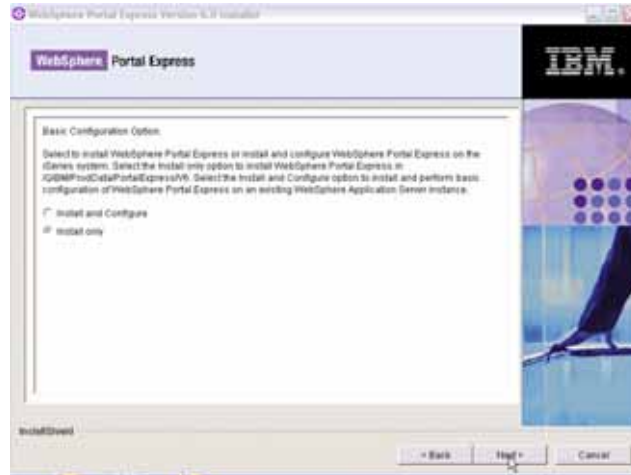 WebSphere Portal Express Version 6.0 Installer
WebSphere Portal Express
IBM.
Basic Configuration Option.
Select to install WebSphere Portal Express or install and configure WebSphere Portal Express on the
iSeries system. Select the Install only option to install WebSphere Portal Express in
/QIBM/ProdData/PortalExpress/V6. Select the Install and Configure option to install and perform basic
configuration of WebSphere Portal Express on an existing WebSphere Application Server instance.
Install and Configure
Install only
InstallShield
< Back
Next >
Cancel